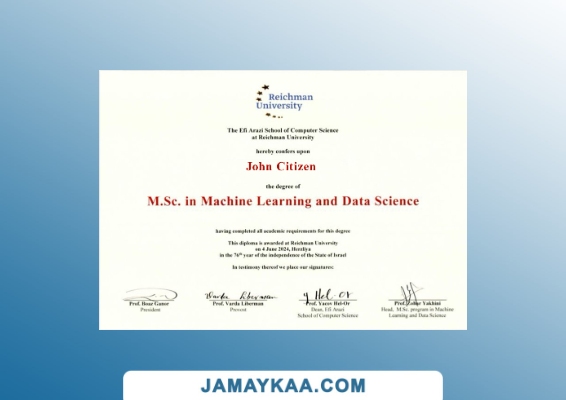 Reichman
University
The Efi Arazi School of Computer Science
at Reichman University
hereby confers upon
John Citizen
the degree of
M.Sc. in Machine Learning and Data Science
having completed all academic requirements for this degree
This diploma is awarded at Reichman University
on 4 June 2024, Herzliya
in the 76th year of the independence of the State of Israel
In testimony thereof we place our signatures:
Varda Liberman
Y Hel-Or
Prof. Boaz Ganor
President
Prof. Varda Liberman
Provost
Prof. Yacov Hel-Or
Dean, Efi Arazi
School of Computer Science
Prof. Zohar Yakhini
Head, M.Sc. program in Machine
Learning and Data Science
JAMAYKAA.COM